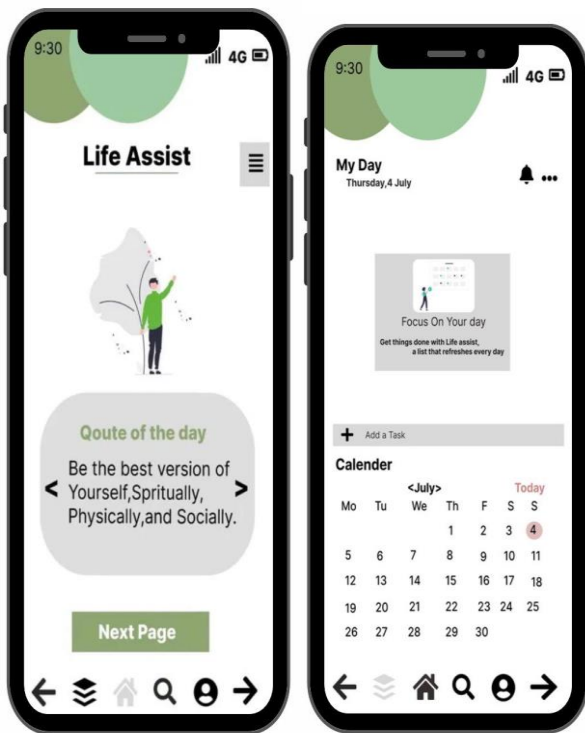 9:30
4G
Life Assist
Qoute of the day
Be the best version of
Yourself,Spritually,
Physically,and Socially.
<
>
Next Page
9:30
4G
My Day
Thursday,4 July
Focus On Your day
Get things done with Life assist,
a list that refreshes every day
+ Add a Task
Calender
<July> Today
Mo Tu We Th F S S
1 2 3 4
5 6 7 8 9 10 11
12 13 14 15 16 17 18
19 20 21 22 23 24 25
26 27 28 29 30